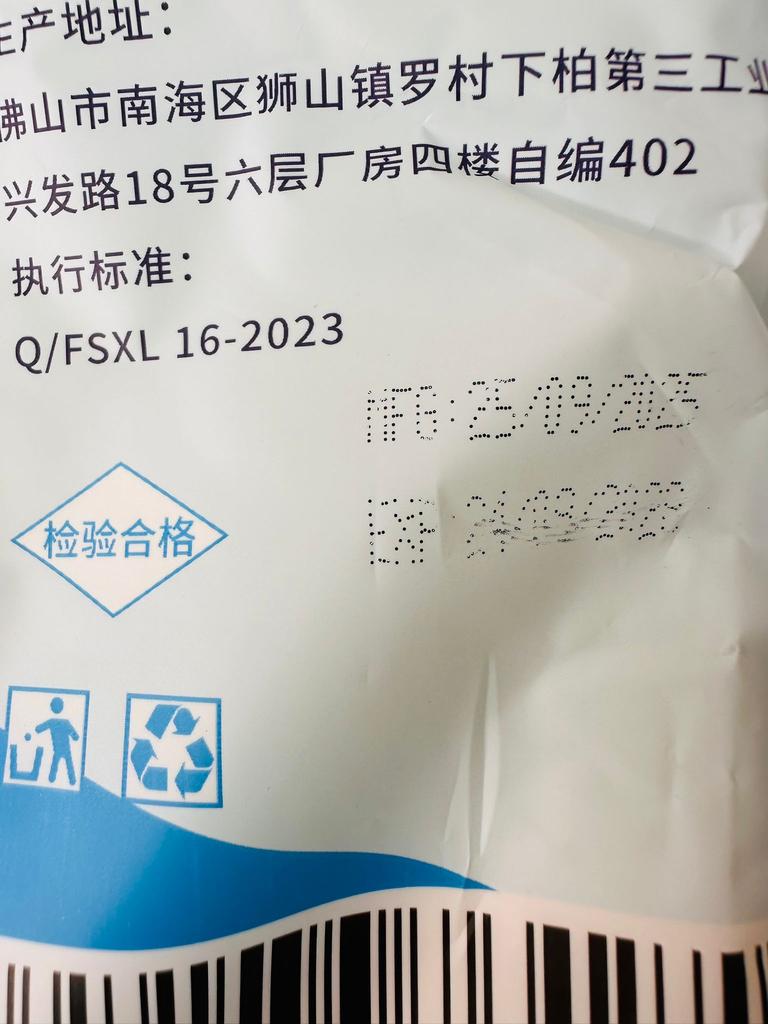 产地址：
佛山市南海区狮山镇罗村下柏第三工业
兴发路18号六层厂房四楼自编402
执行标准：
Q/FSXL 16-2023
MFG:25/09/2025
EXP
检验合格